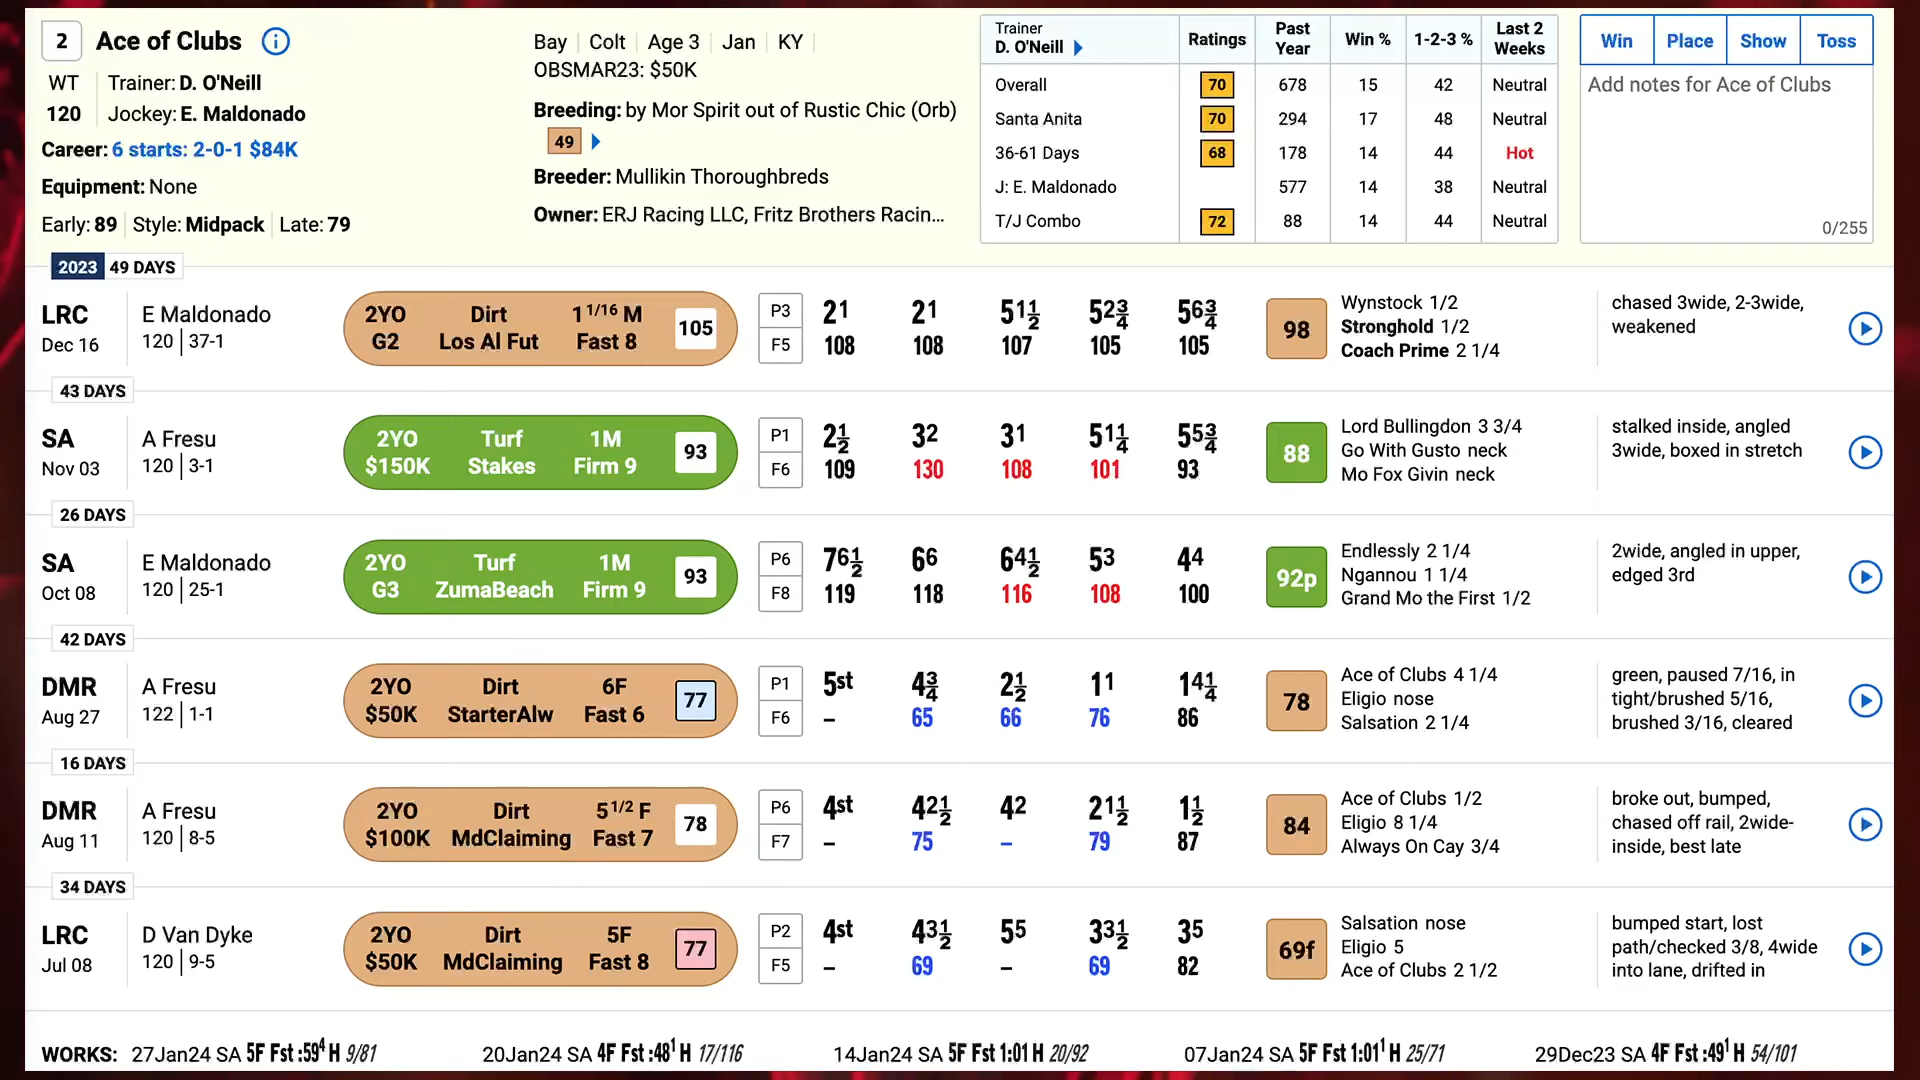 2 Ace of Clubs
WT Trainer: D. O'Neill
120 Jockey: E. Maldonado
Career: 6 starts: 2-0-1 $84K
Equipment: None
Early: 89 Style: Midpack Late: 79
Bay Colt Age 3 Jan KY
OBSMAR23: $50K
Breeding: by Mor Spirit out of Rustic Chic (Orb)
49
Breeder: Mullikin Thoroughbreds
Owner: ERJ Racing LLC, Fritz Brothers Racin...
Trainer D. O'Neill Ratings Past Year Win % 1-2-3 % Last 2 Weeks
Overall 70 678 15 42 Neutral
Santa Anita 70 294 17 48 Neutral
36-61 Days 68 178 14 44 Hot
J: E. Maldonado 577 14 38 Neutral
T/J Combo 72 88 14 44 Neutral
Win Place Show Toss
Add notes for Ace of Clubs
0/255
2023 49 DAYS
LRC E Maldonado 2YO Dirt 1 1/16 M 105 P3 2¹ 2¹ 5¹½ 5²¾ 5⁶¾ 98 Wynstock 1/2 chased 3wide, 2-3wide,
Dec 16 120 37-1 G2 Los Al Fut Fast 8 F5 108 108 107 105 105 Stronghold 1/2 weakened
Coach Prime 2 1/4
43 DAYS
SA A Fresu 2YO Turf 1M 93 P1 2½ 3² 3¹ 5¹¼ 5⁵¾ 88 Lord Bullingdon 3 3/4 stalked inside, angled
Nov 03 120 3-1 $150K Stakes Firm 9 F6 109 130 108 101 93 Go With Gusto neck 3wide, boxed in stretch
Mo Fox Givin neck
26 DAYS
SA E Maldonado 2YO Turf 1M 93 P6 7⁶½ 6⁶ 6⁴½ 5³ 4⁴ 92p Endlessly 2 1/4 2wide, angled in upper,
Oct 08 120 25-1 G3 ZumaBeach Firm 9 F8 119 118 116 108 100 Ngannou 1 1/4 edged 3rd
Grand Mo the First 1/2
42 DAYS
DMR A Fresu 2YO Dirt 6F 77 P1 5st 4¾ 2½ 1¹ 1⁴¼ 78 Ace of Clubs 4 1/4 green, paused 7/16, in
Aug 27 122 1-1 $50K StarterAlw Fast 6 F6 – 65 66 76 86 Eligio nose tight/brushed 5/16,
Salsation 2 1/4 brushed 3/16, cleared
16 DAYS
DMR A Fresu 2YO Dirt 5 1/2 F 78 P6 4st 4²½ 4² 2¹½ 1½ 84 Ace of Clubs 1/2 broke out, bumped,
Aug 11 120 8-5 $100K MdClaiming Fast 7 F7 – 75 – 79 87 Eligio 8 1/4 chased off rail, 2wide-
Always On Cay 3/4 inside, best late
34 DAYS
LRC D Van Dyke 2YO Dirt 5F 77 P2 4st 4³½ 5⁵ 3³½ 3⁵ 69f Salsation nose bumped start, lost
Jul 08 120 9-5 $50K MdClaiming Fast 8 F5 – 69 – 69 82 Eligio 5 path/checked 3/8, 4wide
Ace of Clubs 2 1/2 into lane, drifted in
WORKS: 27Jan24 SA 5F Fst :59⁴ H 9/81 20Jan24 SA 4F Fst :48¹ H 17/116 14Jan24 SA 5F Fst 1:01 H 20/92 07Jan24 SA 5F Fst 1:01¹ H 25/71 29Dec23 SA 4F Fst :49¹ H 54/101